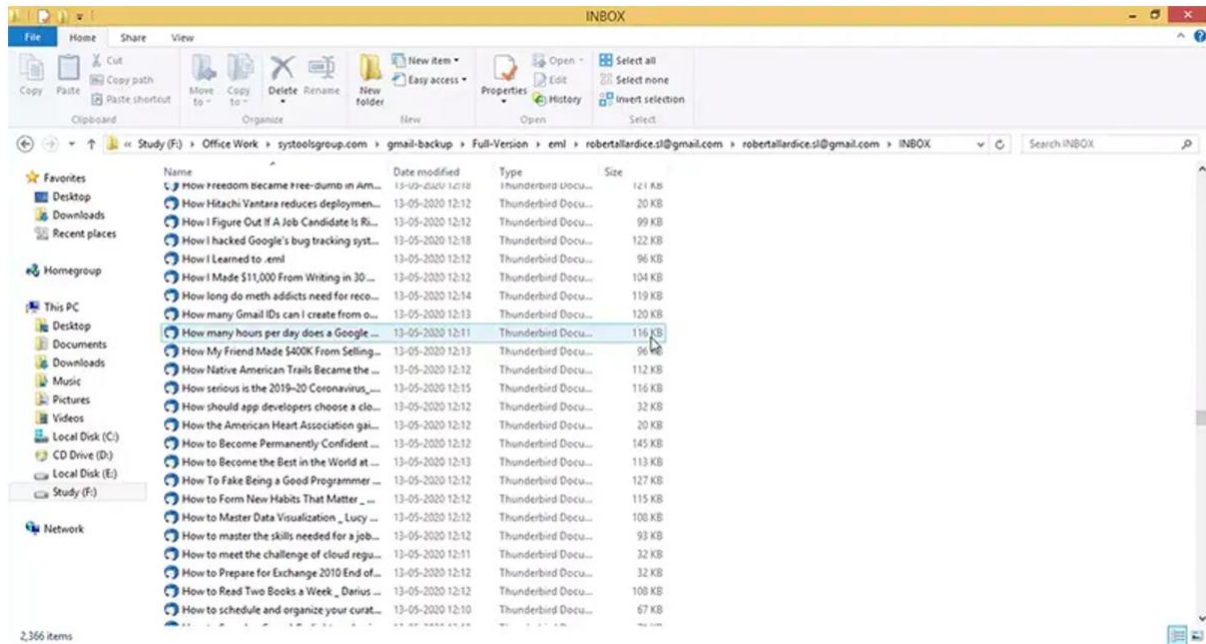 INBOX
File Home Share View
Copy
Paste
Cut
Copy path
Paste shortcut
Clipboard
Move to
Copy to
Delete
Rename
Organize
New folder
New item
Easy access
New
Properties
Open
Edit
History
Open
Select all
Select none
Invert selection
Select
« Study (F:) › Office Work › systoolsgroup.com › gmail-backup › Full-Version › eml › robertallardice.sl@gmail.com › robertallardice.sl@gmail.com › INBOX
Search INBOX
Favorites
Desktop
Downloads
Recent places
Homegroup
This PC
Desktop
Documents
Downloads
Music
Pictures
Videos
Local Disk (C:)
CD Drive (D:)
Local Disk (E:)
Study (F:)
Network
Name Date modified Type Size
How Freedom Became Free-dumb in Am... 13-05-2020 12:18 Thunderbird Docu... 121 KB
How Hitachi Vantara reduces deploymen... 13-05-2020 12:12 Thunderbird Docu... 20 KB
How I Figure Out If A Job Candidate Is Ri... 13-05-2020 12:12 Thunderbird Docu... 99 KB
How I hacked Google's bug tracking syst... 13-05-2020 12:18 Thunderbird Docu... 122 KB
How I Learned to .eml 13-05-2020 12:12 Thunderbird Docu... 96 KB
How I Made $11,000 From Writing in 30 ... 13-05-2020 12:12 Thunderbird Docu... 104 KB
How long do meth addicts need for reco... 13-05-2020 12:14 Thunderbird Docu... 119 KB
How many Gmail IDs can I create from o... 13-05-2020 12:13 Thunderbird Docu... 120 KB
How many hours per day does a Google ... 13-05-2020 12:11 Thunderbird Docu... 116 KB
How My Friend Made $400K From Selling... 13-05-2020 12:13 Thunderbird Docu... 96 KB
How Native American Trails Became the ... 13-05-2020 12:12 Thunderbird Docu... 112 KB
How serious is the 2019–20 Coronavirus_... 13-05-2020 12:15 Thunderbird Docu... 116 KB
How should app developers choose a clo... 13-05-2020 12:12 Thunderbird Docu... 32 KB
How the American Heart Association gai... 13-05-2020 12:12 Thunderbird Docu... 20 KB
How to Become Permanently Confident ... 13-05-2020 12:12 Thunderbird Docu... 145 KB
How to Become the Best in the World at ... 13-05-2020 12:13 Thunderbird Docu... 113 KB
How To Fake Being a Good Programmer ... 13-05-2020 12:12 Thunderbird Docu... 127 KB
How to Form New Habits That Matter _ ... 13-05-2020 12:12 Thunderbird Docu... 115 KB
How to Master Data Visualization _ Lucy ... 13-05-2020 12:12 Thunderbird Docu... 108 KB
How to master the skills needed for a job... 13-05-2020 12:12 Thunderbird Docu... 93 KB
How to meet the challenge of cloud regu... 13-05-2020 12:11 Thunderbird Docu... 32 KB
How to Prepare for Exchange 2010 End of... 13-05-2020 12:12 Thunderbird Docu... 32 KB
How to Read Two Books a Week _ Darius ... 13-05-2020 12:12 Thunderbird Docu... 108 KB
How to schedule and organize your curat... 13-05-2020 12:10 Thunderbird Docu... 67 KB
2,366 items